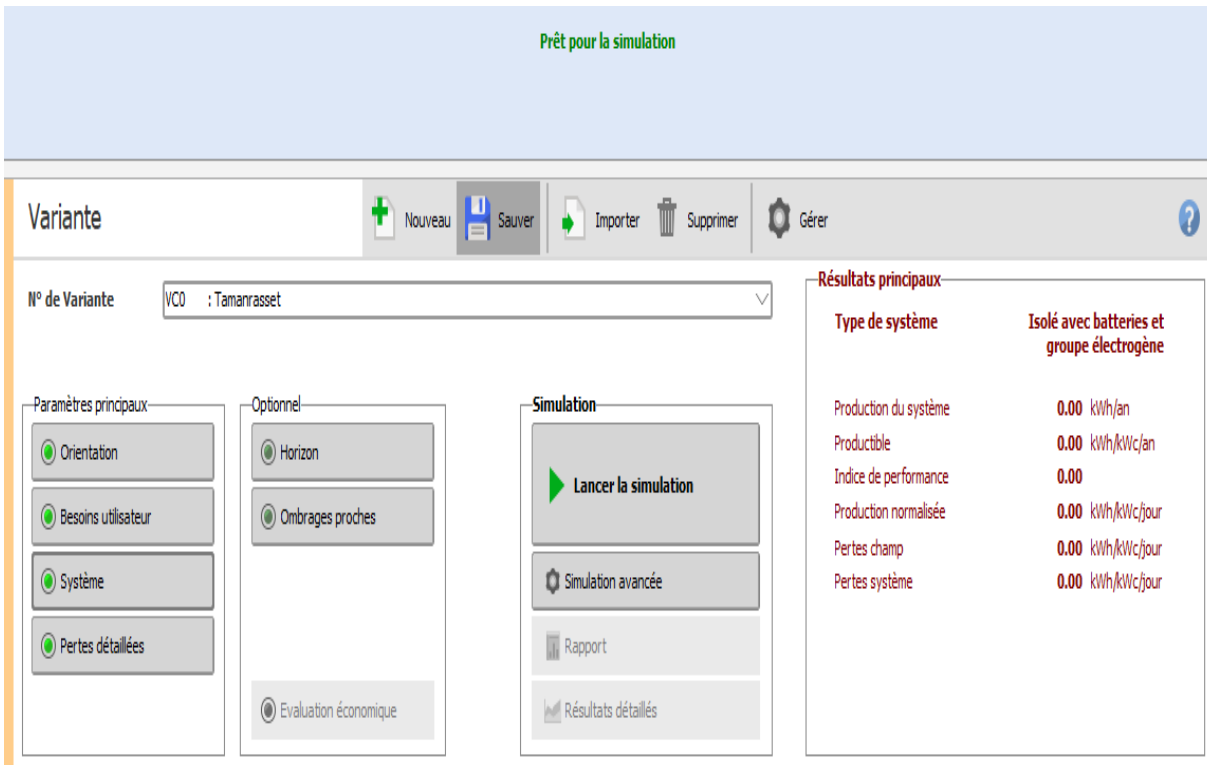 Prêt pour la simulation
Variante
Nouveau
Sauver
Importer
Supprimer
Gérer
?
N° de Variante
VC0 : Tamanrasset
Paramètres principaux
Orientation
Besoins utilisateur
Système
Pertes détaillées
Optionnel
Horizon
Ombrages proches
Evaluation économique
Simulation
Lancer la simulation
Simulation avancée
Rapport
Résultats détaillés
Résultats principaux
Type de système Isolé avec batteries et
groupe électrogène
Production du système 0.00 kWh/an
Productible 0.00 kWh/kWc/an
Indice de performance 0.00
Production normalisée 0.00 kWh/kWc/jour
Pertes champ 0.00 kWh/kWc/jour
Pertes système 0.00 kWh/kWc/jour